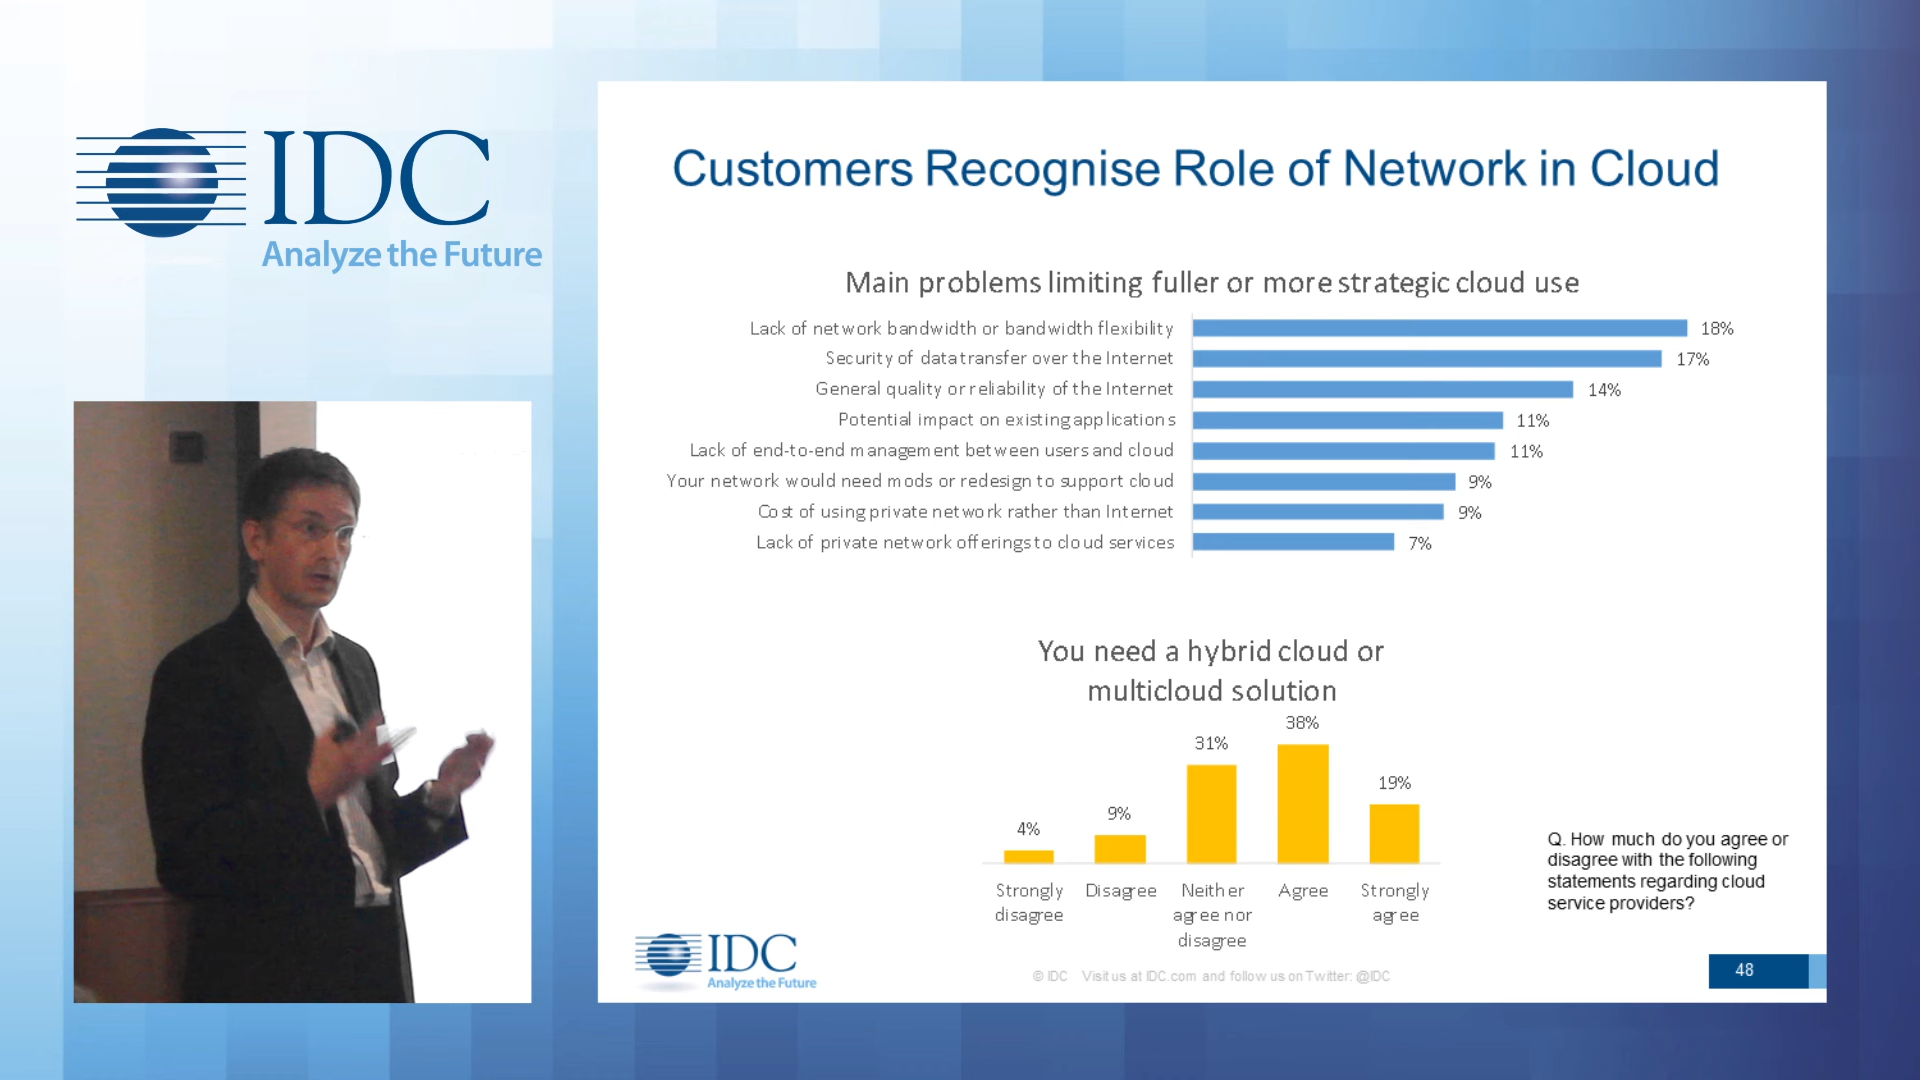 IDC
Analyze the Future
Customers Recognise Role of Network in Cloud
Main problems limiting fuller or more strategic cloud use
Lack of network bandwidth or bandwidth flexibility 18%
Security of data transfer over the Internet 17%
General quality or reliability of the Internet 14%
Potential impact on existing applications 11%
Lack of end-to-end management between users and cloud 11%
Your network would need mods or redesign to support cloud 9%
Cost of using private network rather than Internet 9%
Lack of private network offerings to cloud services 7%
You need a hybrid cloud or
multicloud solution
38%
31%
19%
9%
4%
Strongly Disagree Neither Agree Strongly
disagree agree nor agree
disagree
Q. How much do you agree or
disagree with the following
statements regarding cloud
service providers?
IDC
Analyze the Future
© IDC Visit us at IDC.com and follow us on Twitter: @IDC
48